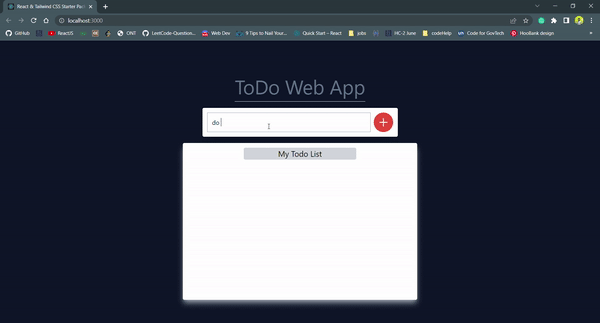 React & Tailwind CSS Starter Pa
localhost:3000
GitHub
ReactJS
ONT
LeetCode-Question...
Web Dev
9 Tips to Nail Your...
Quick Start – React
jobs
HC-2 June
codeHelp
Code for GovTech
HooBank design
ToDo Web App
do
My Todo List